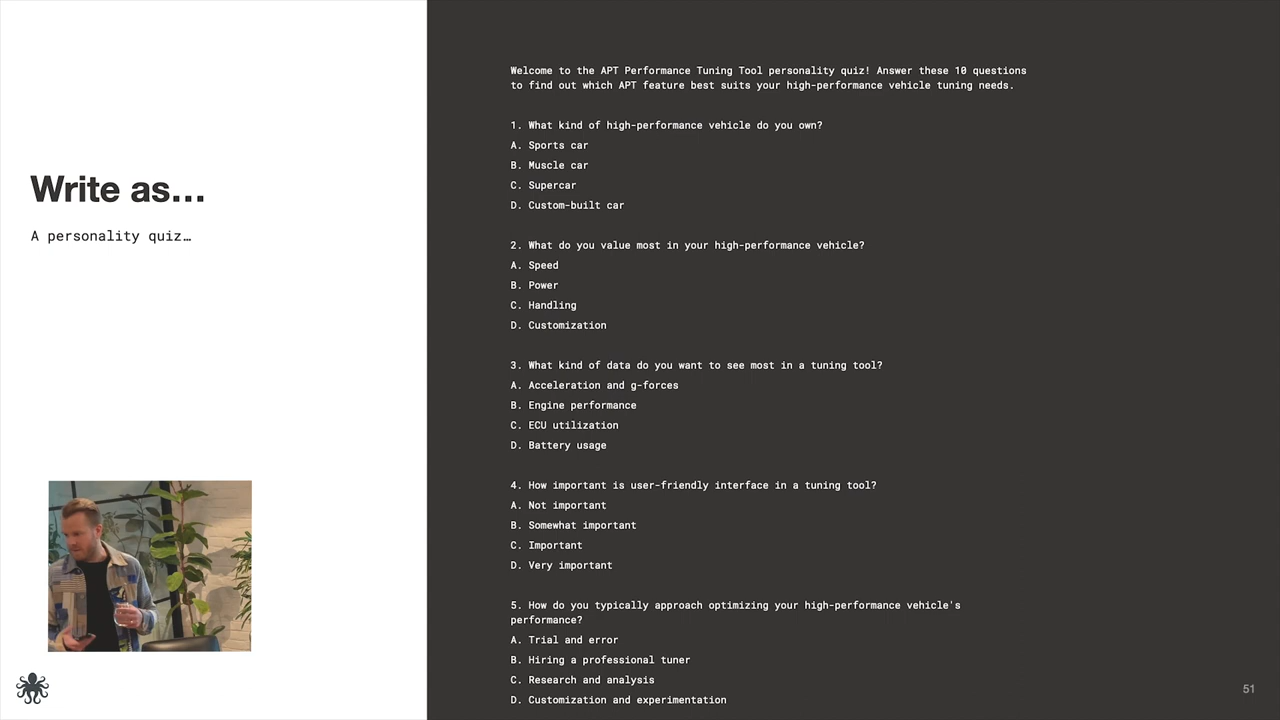 Write as...
A personality quiz…
Welcome to the APT Performance Tuning Tool personality quiz! Answer these 10 questions
to find out which APT feature best suits your high-performance vehicle tuning needs.
1. What kind of high-performance vehicle do you own?
A. Sports car
B. Muscle car
C. Supercar
D. Custom-built car
2. What do you value most in your high-performance vehicle?
A. Speed
B. Power
C. Handling
D. Customization
3. What kind of data do you want to see most in a tuning tool?
A. Acceleration and g-forces
B. Engine performance
C. ECU utilization
D. Battery usage
4. How important is user-friendly interface in a tuning tool?
A. Not important
B. Somewhat important
C. Important
D. Very important
5. How do you typically approach optimizing your high-performance vehicle's
performance?
A. Trial and error
B. Hiring a professional tuner
C. Research and analysis
D. Customization and experimentation
51